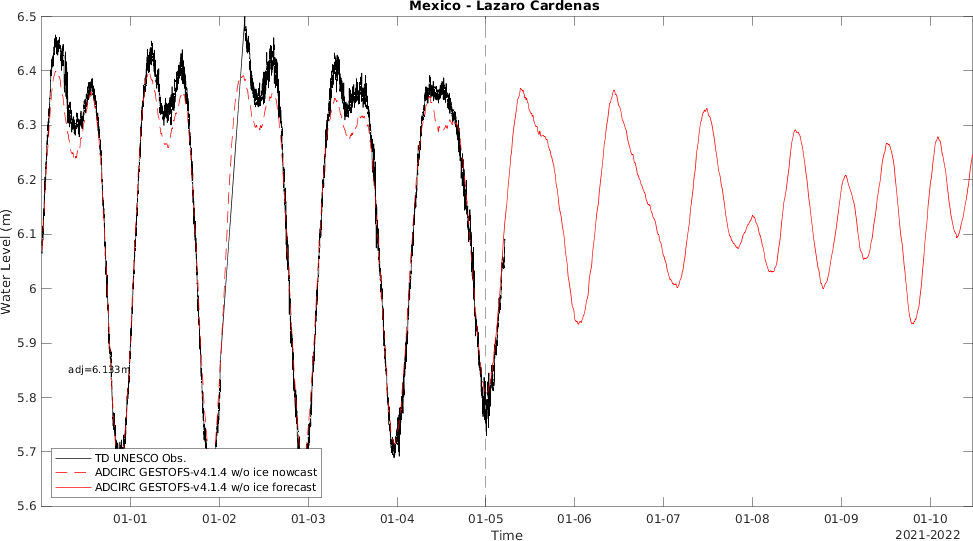 Mexico - Lazaro Cardenas
Water Level (m)
6.5
6.4
6.3
6.2
6.1
6
5.9
5.8
5.7
5.6
adj=6.133m
TD UNESCO Obs.
ADCIRC GESTOFS-v4.1.4 w/o ice nowcast
ADCIRC GESTOFS-v4.1.4 w/o ice forecast
01-01 01-02 01-03 01-04 01-05 01-06 01-07 01-08 01-09 01-10
Time
2021-2022